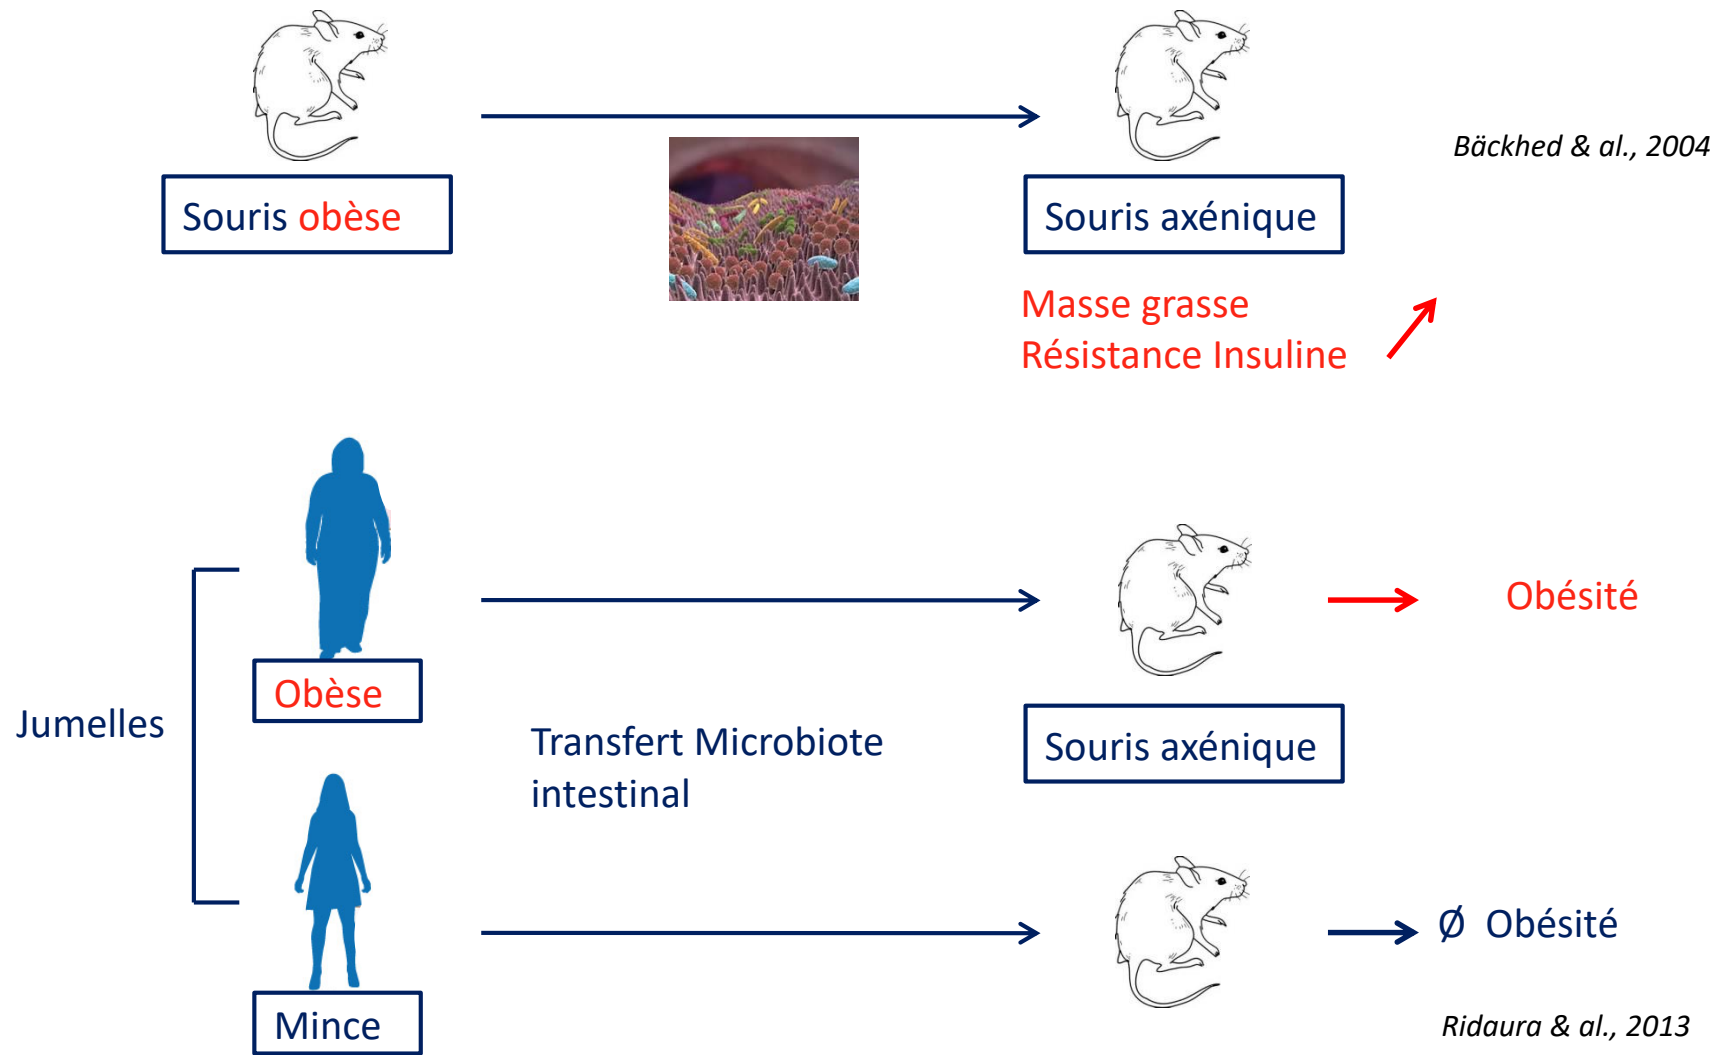 Bäckhed & al., 2004
Souris obèse
Souris axénique
Masse grasse
Résistance Insuline
Obésité
Obèse
Jumelles
Transfert Microbiote
intestinal
Souris axénique
Ø Obésité
Mince
Ridaura & al., 2013